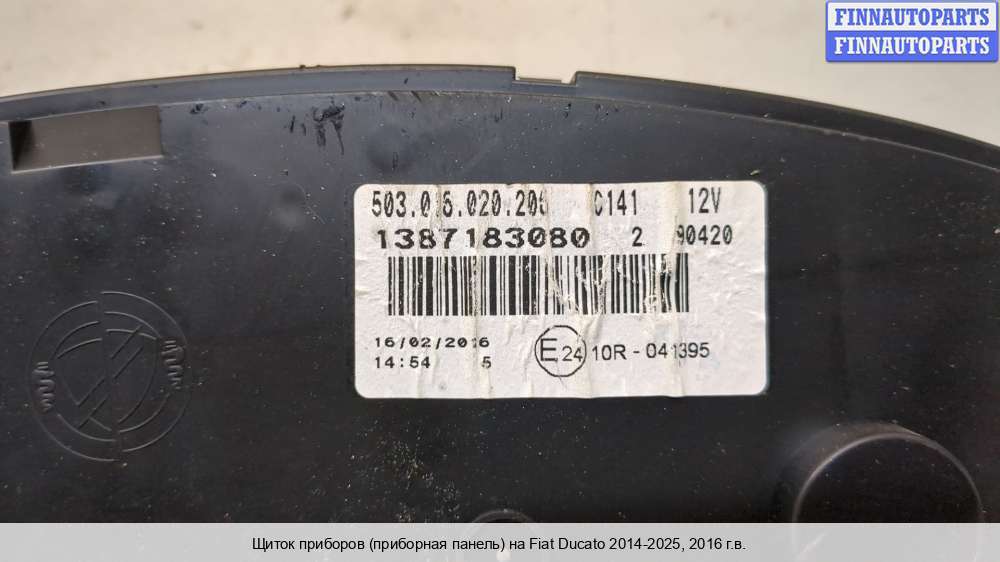 FINNAUTOPARTS
FINNAUTOPARTS
12V
1387183080 2 90420
16/02/2016
14:54 5
E 24 10R - 041395
Щиток приборов (приборная панель) на Fiat Ducato 2014-2025, 2016 г.в.